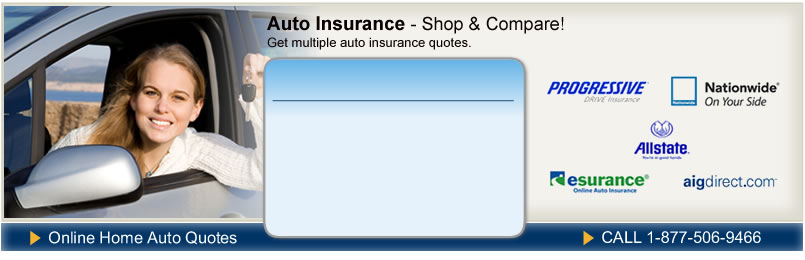 Auto Insurance - Shop & Compare!
Get multiple auto insurance quotes.
PROGRESSIVE
DRIVE Insurance
Nationwide®
Nationwide
On Your Side
Allstate.
You're in good hands.
esurance®
Online Auto Insurance
aigdirect.com
Online Home Auto Quotes
CALL 1-877-506-9466